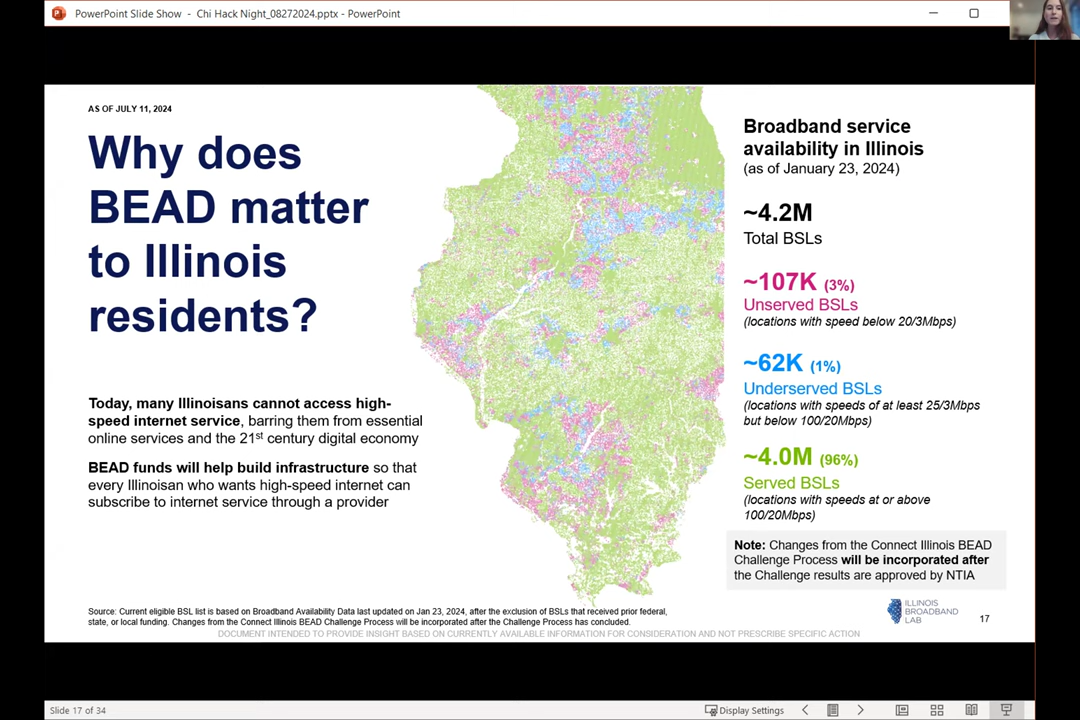 PowerPoint Slide Show - Chi Hack Night_08272024.pptx - PowerPoint
AS OF JULY 11, 2024
Why does
BEAD matter
to Illinois
residents?
Today, many Illinoisans cannot access high-
speed internet service, barring them from essential
online services and the 21st century digital economy
BEAD funds will help build infrastructure so that
every Illinoisan who wants high-speed internet can
subscribe to internet service through a provider
Broadband service
availability in Illinois
(as of January 23, 2024)
~4.2M
Total BSLs
~107K (3%)
Unserved BSLs
(locations with speed below 20/3Mbps)
~62K (1%)
Underserved BSLs
(locations with speeds of at least 25/3Mbps
but below 100/20Mbps)
~4.0M (96%)
Served BSLs
(locations with speeds at or above
100/20Mbps)
Note: Changes from the Connect Illinois BEAD
Challenge Process will be incorporated after
the Challenge results are approved by NTIA
Source: Current eligible BSL list is based on Broadband Availability Data last updated on Jan 23, 2024, after the exclusion of BSLs that received prior federal,
state, or local funding. Changes from the Connect Illinois BEAD Challenge Process will be incorporated after the Challenge Process has concluded.
DOCUMENT INTENDED TO PROVIDE INSIGHT BASED ON CURRENTLY AVAILABLE INFORMATION FOR CONSIDERATION AND NOT PRESCRIBE SPECIFIC ACTION
ILLINOIS
BROADBAND
LAB
17
Slide 17 of 34
Display Settings